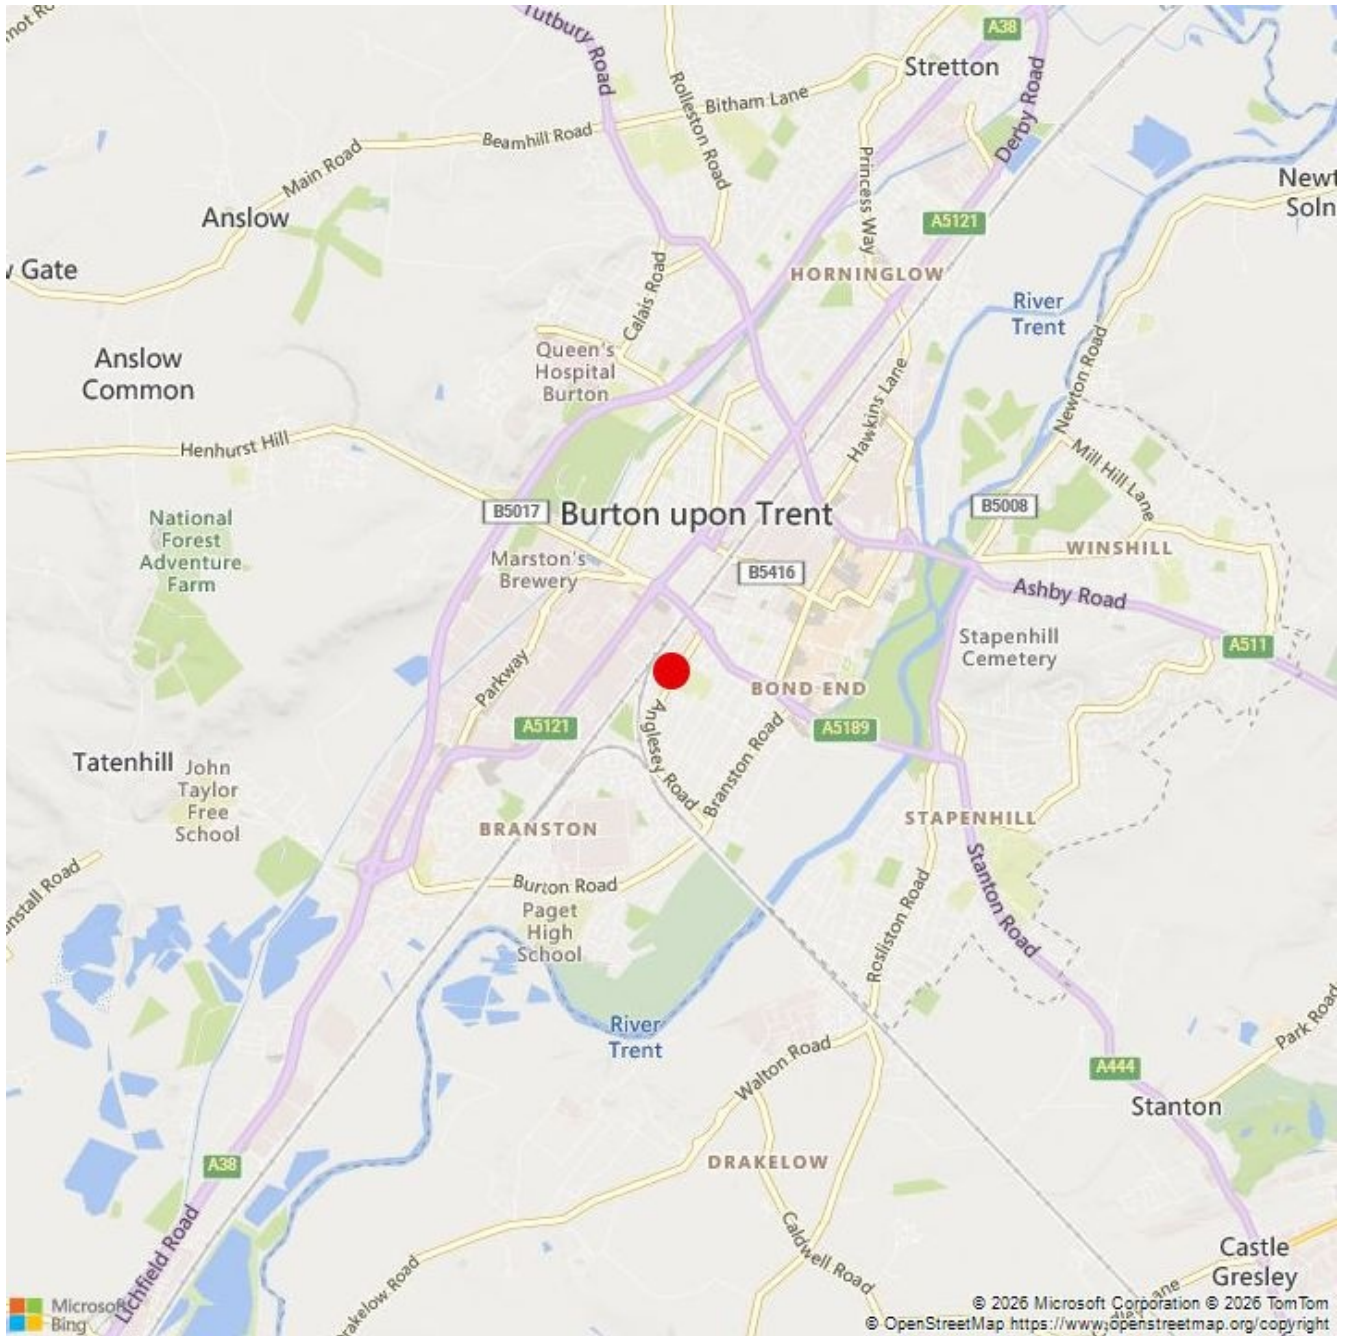 Tutbury Road
A38
Stretton
Rolleston Road
Bitham Lane
Beamhill Road
Derby Road
Main Road
Princess Way
Anslow
A5121
Gate
HORNINGLOW
Calais Road
River
Trent
Anslow
Common
Queen's
Hospital
Burton
Newton Road
Hawkins Lane
Henhurst Hill
Mill Hill Lane
B5017
Burton upon Trent
B5008
National
Forest
Adventure
Farm
Marston's
Brewery
WINSHILL
B5416
Ashby Road
Stapenhill
Cemetery
A511
Parkway
BOND END
Anglesey Road
A5121
A5189
Branston Road
Tatenhill
John
Taylor
Free
School
BRANSTON
STAPENHILL
Stanton Road
Burton Road
Paget
High
School
Rosliston Road
River
Trent
Park Road
Walton Road
A444
Stanton
A38
DRAKELOW
Lichfield Road
Caldwell Road
Castle
Gresley
Microsoft
Bing
© 2026 Microsoft Corporation © 2026 TomTom
© OpenStreetMap https://www.openstreetmap.org/copyright